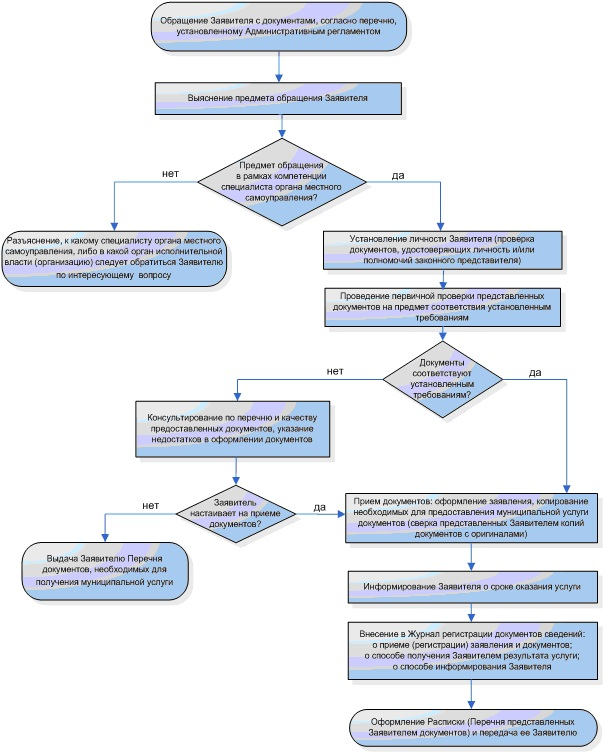 Обращение Заявителя с документами, согласно перечню,
установленному Административным регламентом
Выяснение предмета обращения Заявителя
Предмет обращения
в рамках компетенции
специалиста органа местного
самоуправления?
нет
да
Разъяснение, к какому специалисту органа местного
самоуправления, либо в какой орган исполнительной
власти (организацию) следует обратиться Заявителю
по интересующему вопросу
Установление личности Заявителя (проверка
документов, удостоверяющих личность и/или
полномочий законного представителя)
Проведение первичной проверки представленных
документов на предмет соответствия установленным
требованиям
Документы
соответствуют
установленным
требованиям?
нет
да
Консультирование по перечню и качеству
предоставленных документов, указание
недостатков в оформлении документов
Заявитель
настаивает на приеме
документов?
нет
да
Прием документов: оформление заявления, копирование
необходимых для предоставления муниципальной услуги
документов (сверка представленных Заявителем копий
документов с оригиналами)
Выдача Заявителю Перечня
документов, необходимых для
получения муниципальной услуги
Информирование Заявителя о сроке оказания услуги
Внесение в Журнал регистрации документов сведений:
о приеме (регистрации) заявления и документов;
о способе получения Заявителем результата услуги;
о способе информирования Заявителя
Оформление Расписки (Перечня представленных
Заявителем документов) и передача ее Заявителю